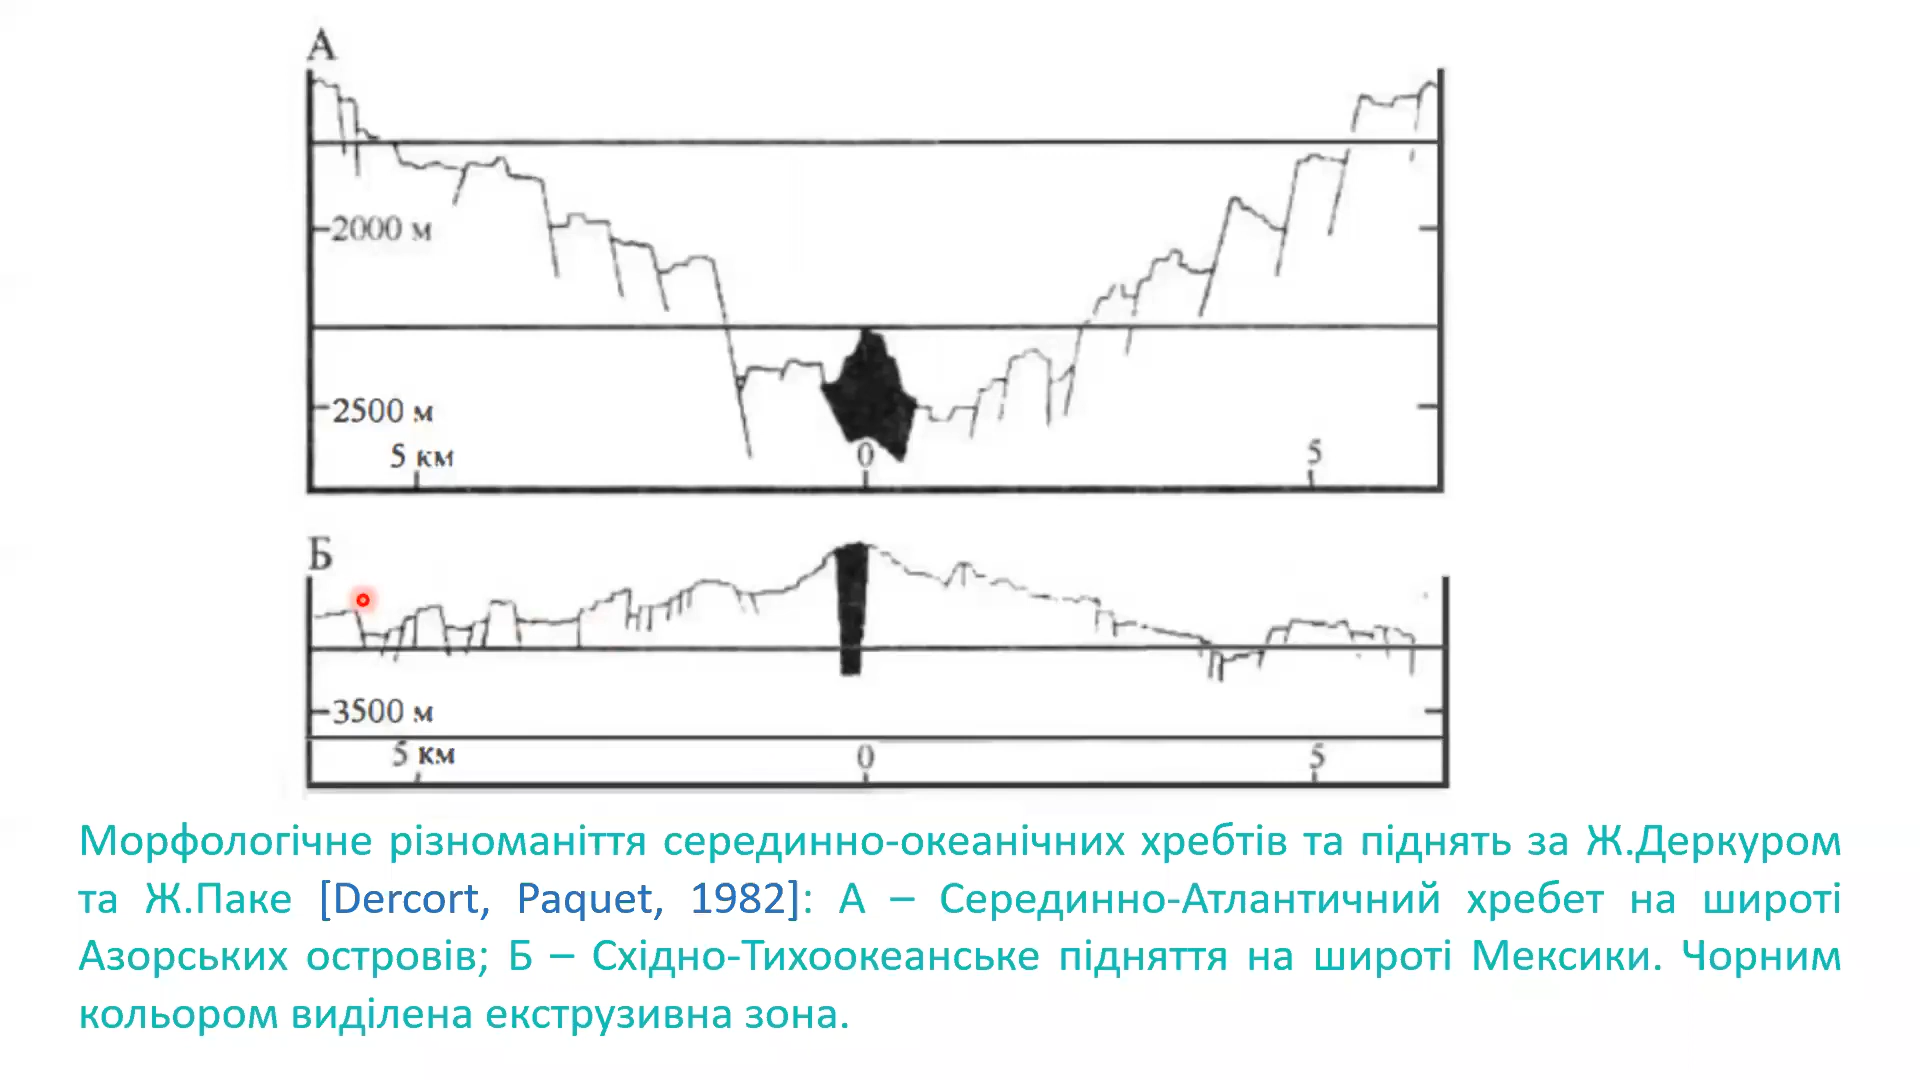 А
2000 м
2500 м
5 км 0 5
Б
3500 м
5 км 0 5
Морфологічне різноманіття серединно-океанічних хребтів та піднять за Ж.Деркуром
та Ж.Паке [Dercort, Paquet, 1982]: А – Серединно-Атлантичний хребет на широті
Азорських островів; Б – Східно-Тихоокеанське підняття на широті Мексики. Чорним
кольором виділена екструзивна зона.